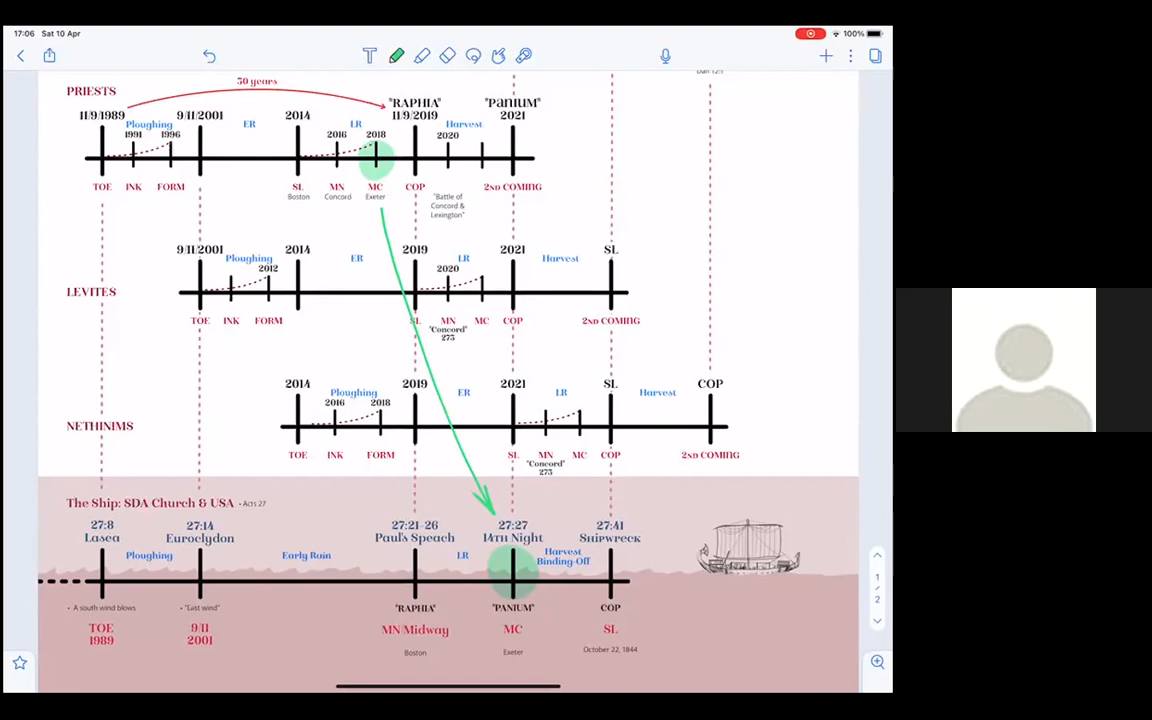 17:06 Sat 10 Apr
100%
T
Dan 12:1
30 years
PRIESTS
"RAPHIA" "PANIUM"
11/9/1989 9/11/2001 2014 11/9/2019 2021
Ploughing ER LR Harvest
1991 1996 2016 2018 2020
TOE INK FORM SL MN MC COP 2ND COMING
Boston Concord Exeter
"Battle of
Concord &
Lexington"
9/11/2001 2014 2019 2021 SL
Ploughing ER LR Harvest
2012 2020
LEVITES
TOE INK FORM SL MN MC COP 2ND COMING
"Concord"
273
2014 2019 2021 SL COP
Ploughing ER LR Harvest
2016 2018
NETHINIMS
TOE INK FORM SL MN MC COP 2ND COMING
"Concord"
273
The Ship: SDA Church & USA • Acts 27
27:8 27:14 27:21-26 27:27 27:41
Lasea Euroclydon Paul's Speach 14TH Night Shipwreck
Ploughing Early Rain LR Harvest
Binding-Off
• A south wind blows • "East wind" "RAPHIA" "PANIUM" COP
TOE 9/11 MN/Midway MC SL
1989 2001
Boston Exeter October 22, 1844
1
2